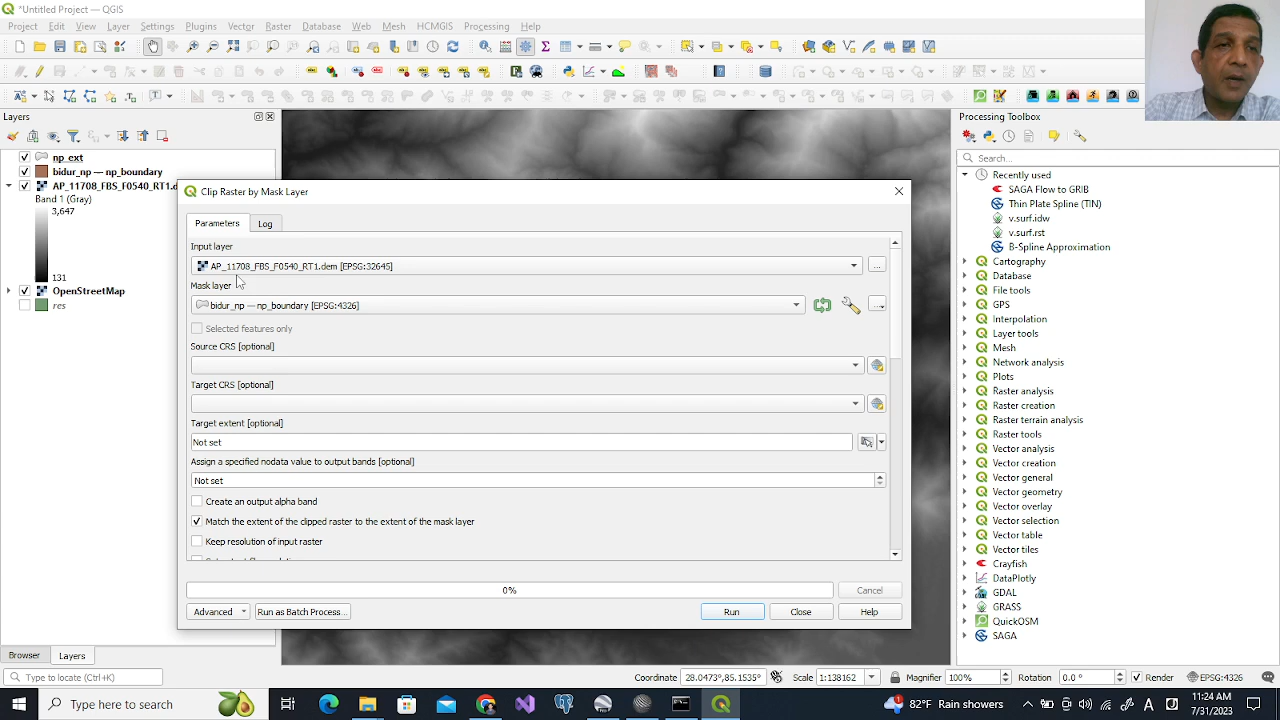 *Untitled Project — QGIS
Project Edit View Layer Settings Plugins Vector Raster Database Web Mesh HCMGIS Processing Help
Layers
np_ext
bidur_np — np_boundary
AP_11708_FBS_F0540_RT1.d
Band 1 (Gray)
3,647
131
OpenStreetMap
res
Browser Layers
Clip Raster by Mask Layer
Parameters Log
Input layer
AP_11708_FBS_F0540_RT1.dem [EPSG:32645]
Mask layer
bidur_np — np_boundary [EPSG:4326]
Selected features only
Source CRS [optional]
Target CRS [optional]
Target extent [optional]
Not set
Assign a specified nodata value to output bands [optional]
Not set
Create an output alpha band
Match the extent of the clipped raster to the extent of the mask layer
Keep resolution of input raster
0% Cancel
Advanced Run as Batch Process... Run Close Help
Processing Toolbox
Search...
Recently used
SAGA Flow to GRIB
Thin Plate Spline (TIN)
v.surf.idw
v.surf.rst
B-Spline Approximation
Cartography
Database
File tools
GPS
Interpolation
Layer tools
Mesh
Network analysis
Plots
Raster analysis
Raster creation
Raster terrain analysis
Raster tools
Vector analysis
Vector creation
Vector general
Vector geometry
Vector overlay
Vector selection
Vector table
Vector tiles
Crayfish
DataPlotly
GDAL
GRASS
QuickOSM
SAGA
Type to locate (Ctrl+K) Coordinate 28.0473°,85.1535° Scale 1:138162 Magnifier 100% Rotation 0.0 ° Render EPSG:4326
Type here to search 82°F Rain showers 11:24 AM
7/31/2023